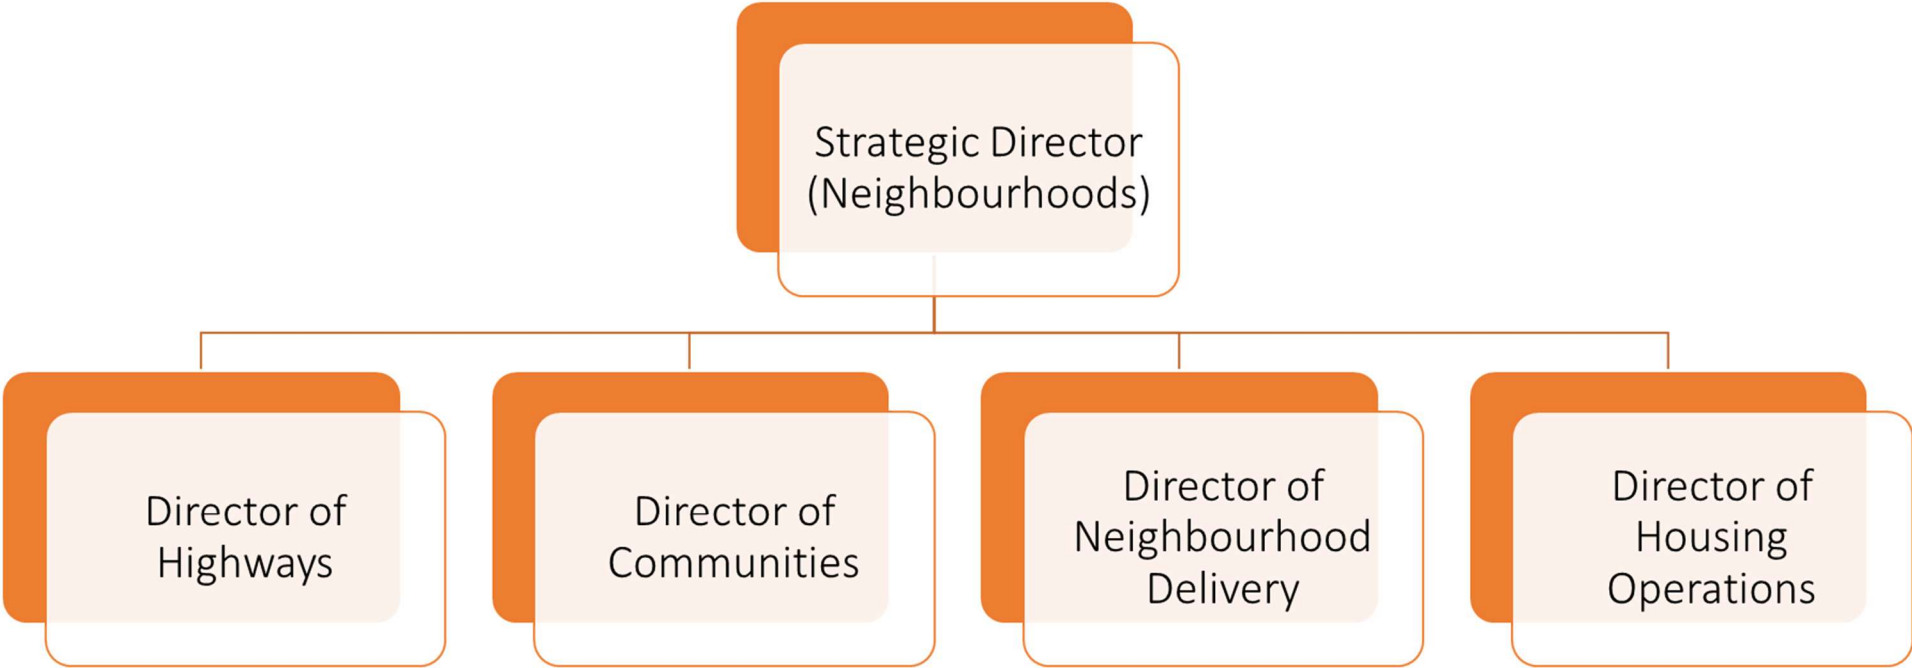 Strategic Director
(Neighbourhoods)
Director of
Highways
Director of
Communities
Director of
Neighbourhood
Delivery
Director of
Housing
Operations